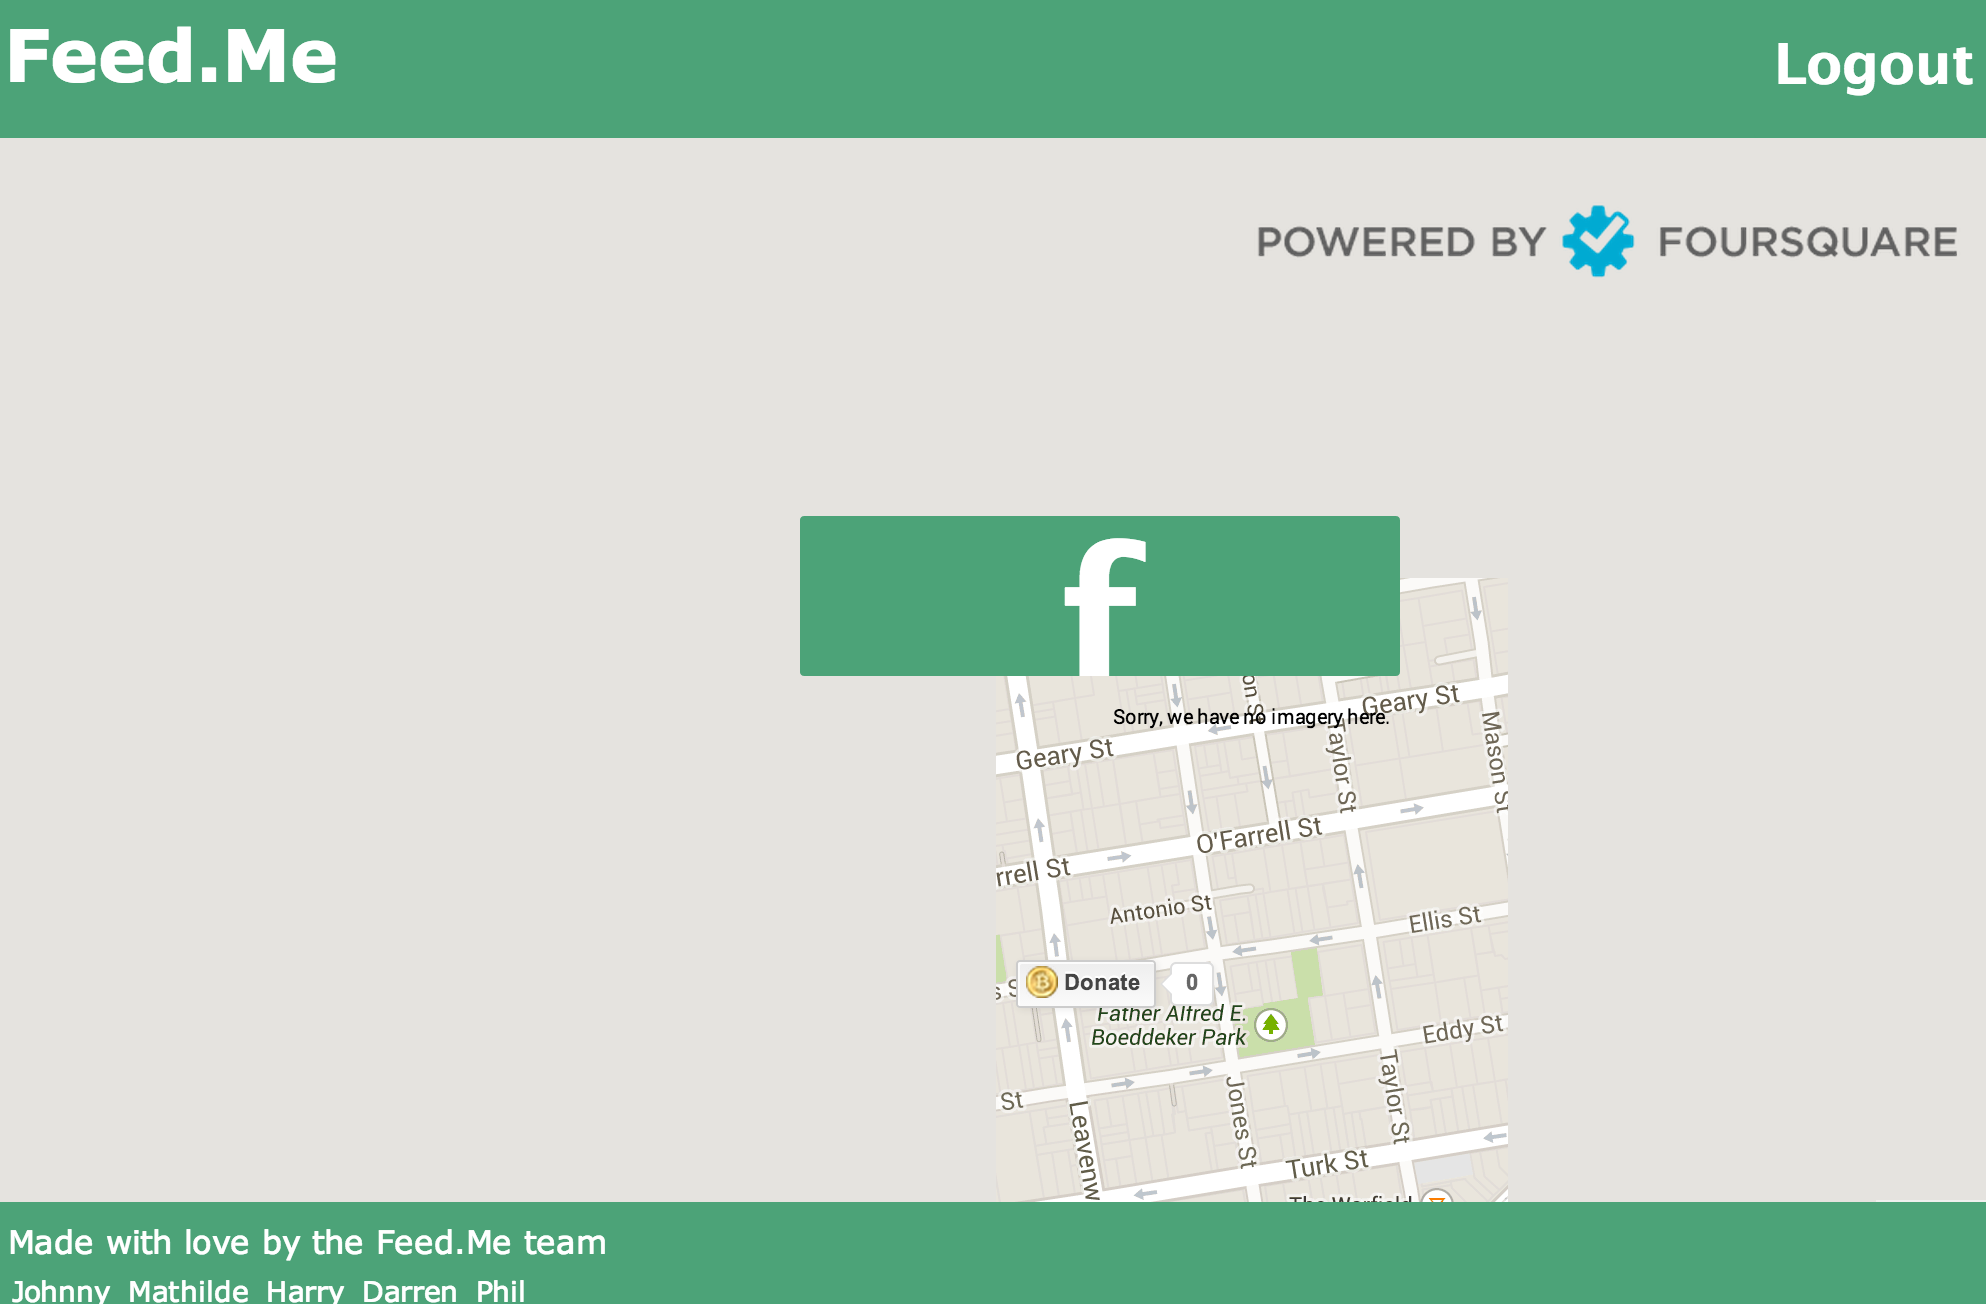 Feed.Me
Logout
POWERED BY FOURSQUARE
f
Geary St
Mason St
Sorry, we have no imagery here.
Geary St
Taylor St
O'Farrell St
rrell St
Antonio St
Ellis St
Donate
0
Father Alfred E.
Boeddeker Park
Eddy St
St
Taylor St
Jones St
Leavenw
Turk St
The Warfield
Made with love by the Feed.Me team
Johnny Mathilde Harry Darren Phil